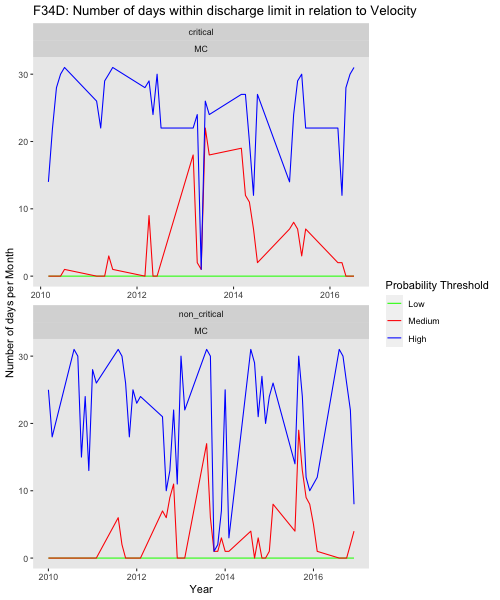 F34D: Number of days within discharge limit in relation to Velocity
critical
MC
30
20
10
0
2010 2012 2014 2016
Number of days per Month
non_critical
MC
30
20
10
0
2010 2012 2014 2016
Year
Probability Threshold
Low
Medium
High